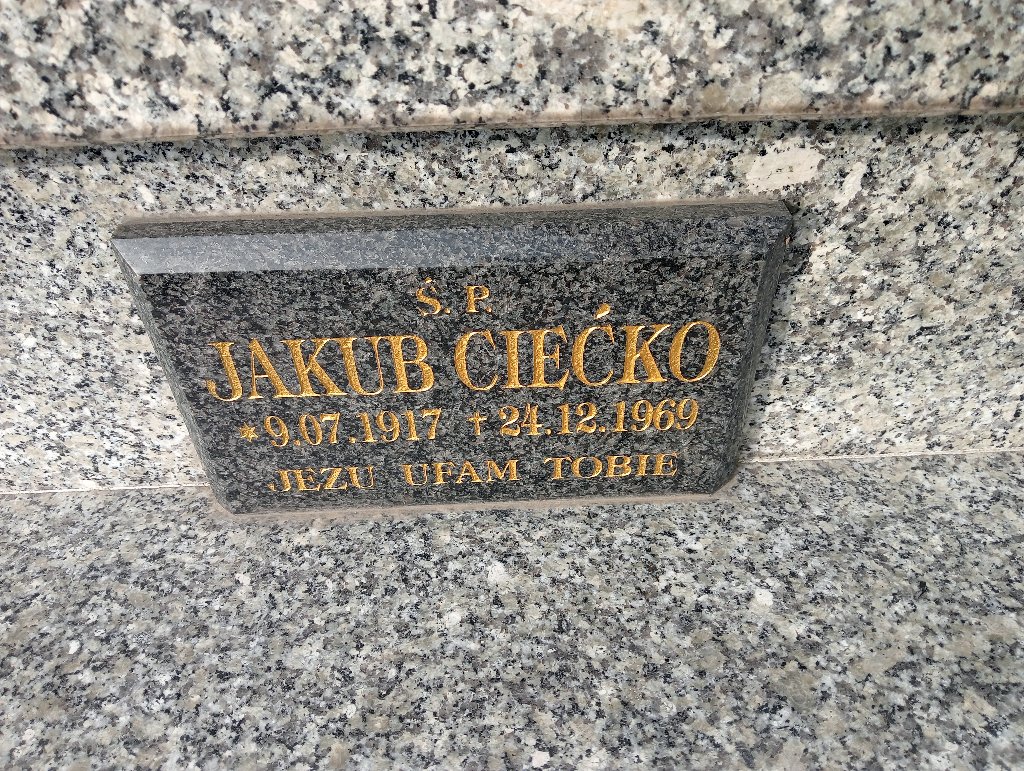 Ś. P.
JAKUB CIEĆKO
*9.07.1917 †24.12.1969
JEZU UFAM TOBIE